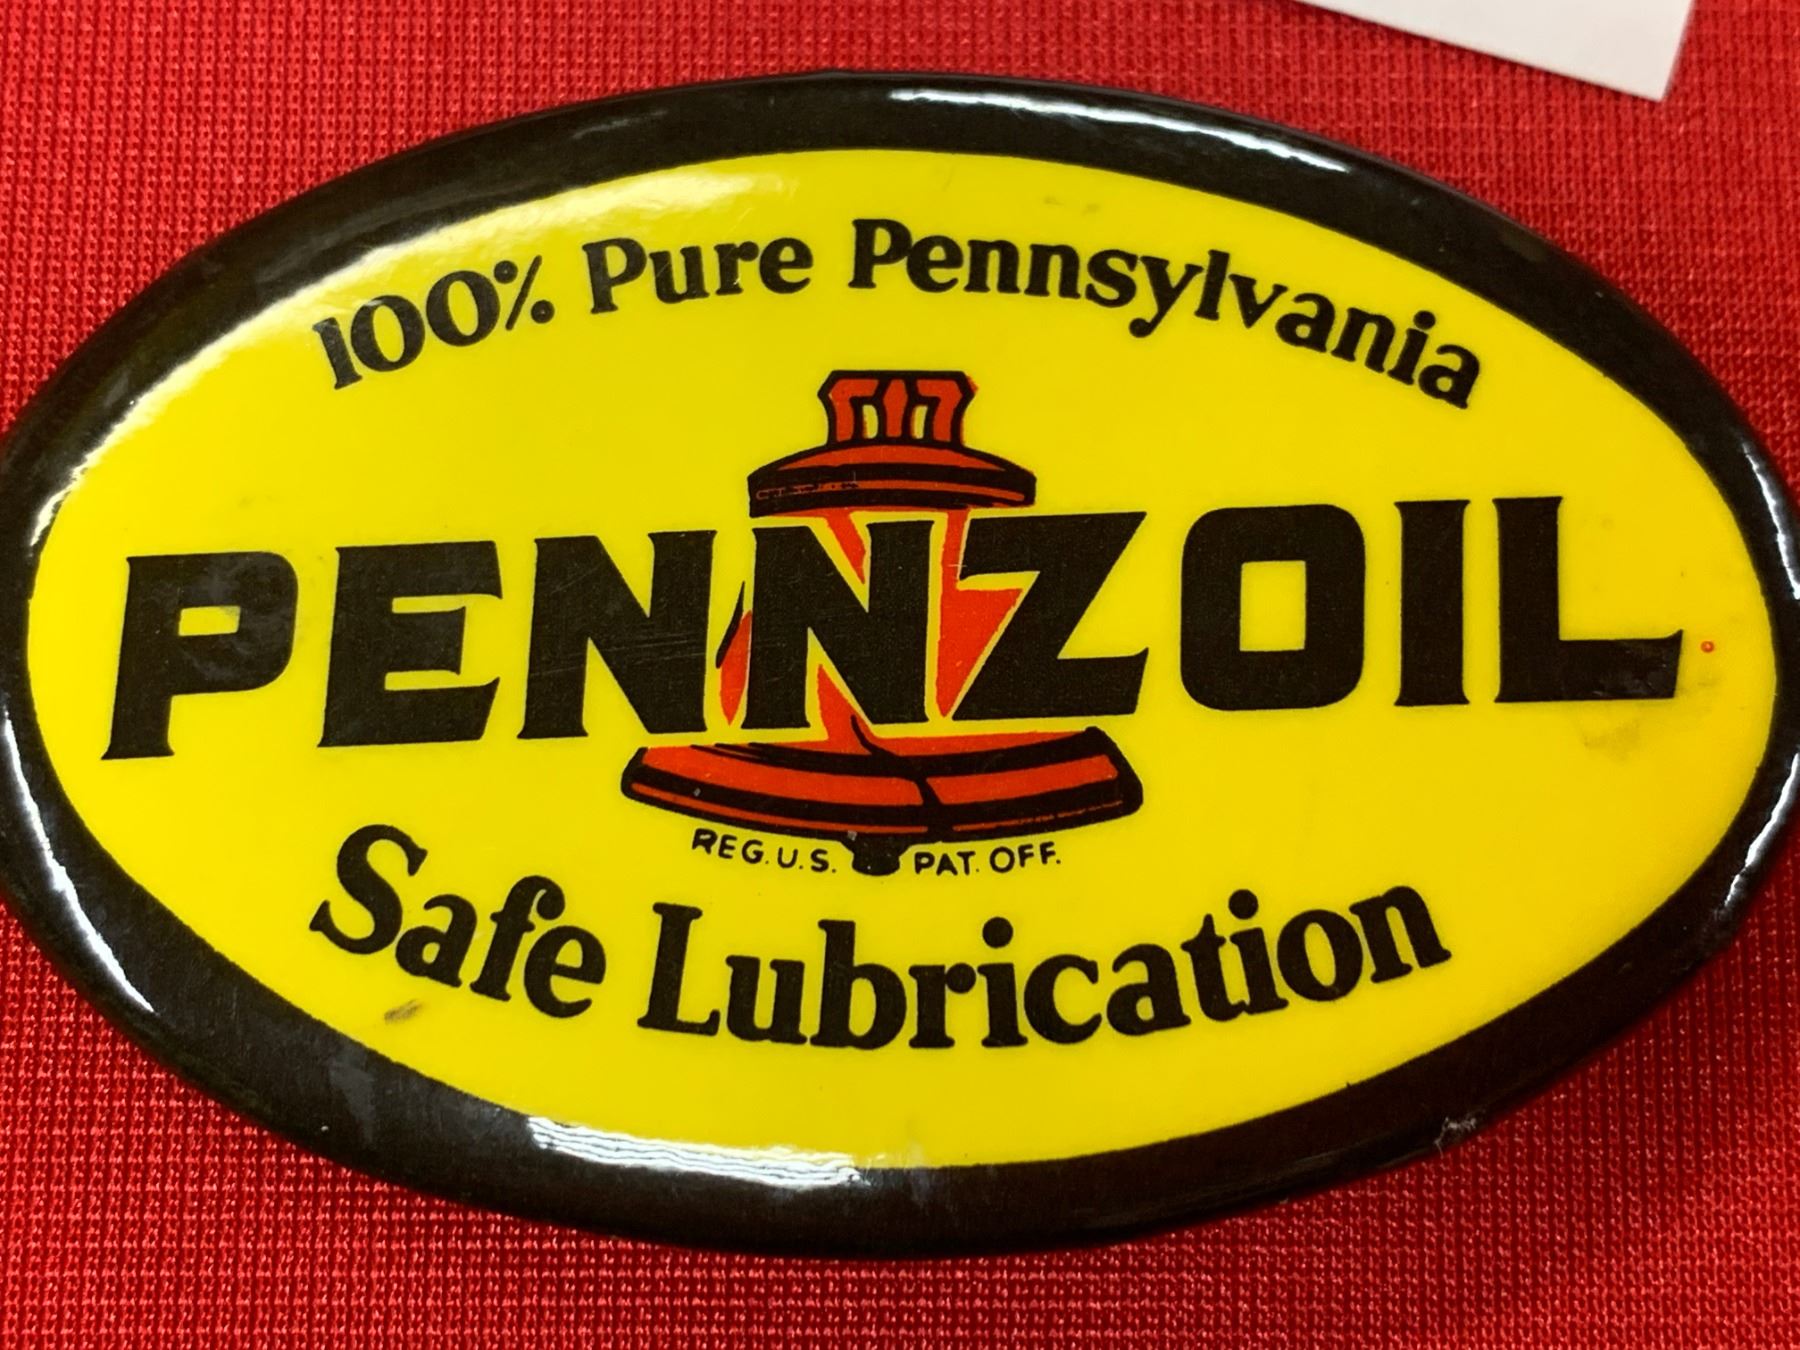 100% Pure Pennsylvania
PENNZOIL
REG. U.S. PAT. OFF.
Safe Lubrication